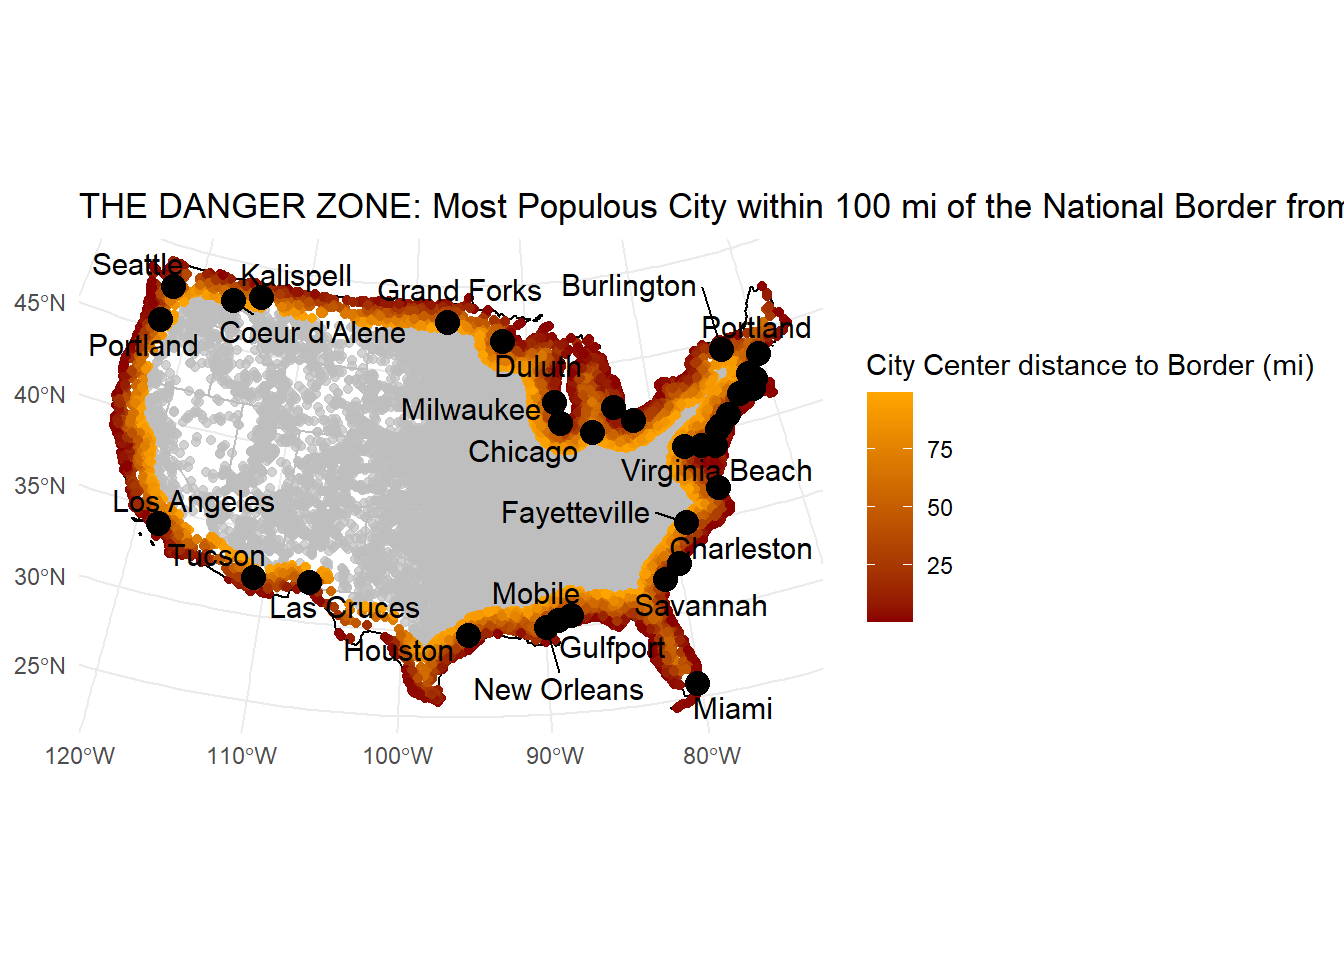 THE DANGER ZONE: Most Populous City within 100 mi of the National Border from
Seattle
Kalispell
Grand Forks
Burlington
Portland
Coeur d'Alene
Portland
Duluth
Milwaukee
Chicago
Virginia Beach
Los Angeles
Fayetteville
Tucson
Charleston
Las Cruces
Mobile
Savannah
Houston
Gulfport
New Orleans
Miami
45°N
40°N
35°N
30°N
25°N
120°W
110°W
100°W
90°W
80°W
City Center distance to Border (mi)
75
50
25